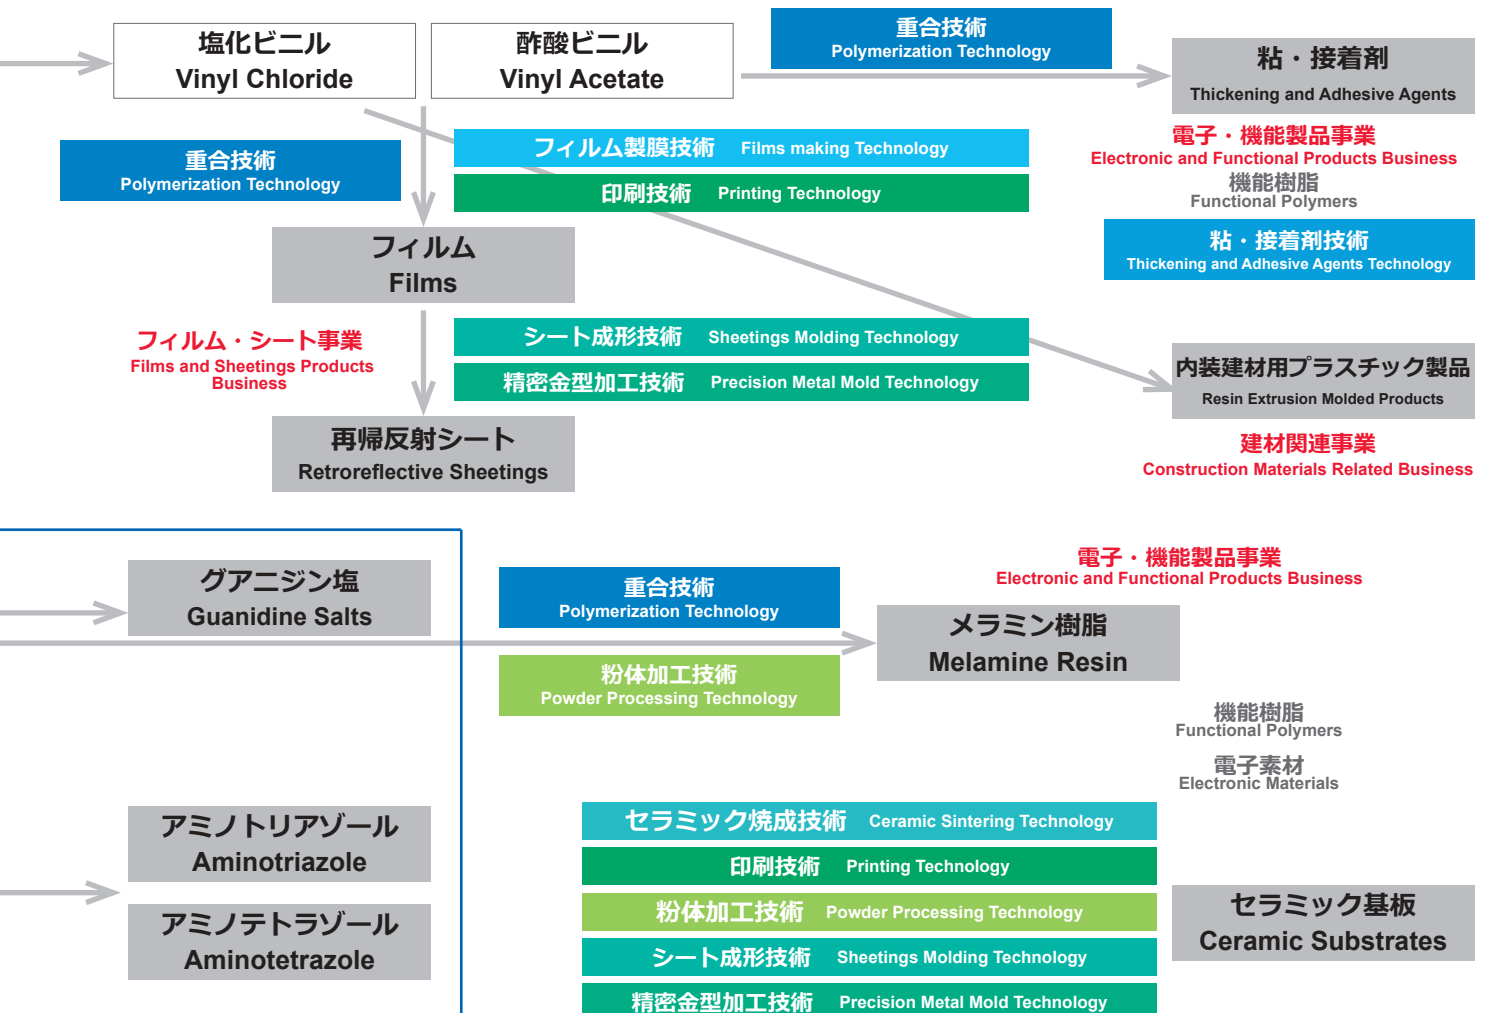 塩化ビニル
Vinyl Chloride
酢酸ビニル
Vinyl Acetate
重合技術
Polymerization Technology
粘・接着剤
Thickening and Adhesive Agents
電子・機能製品事業
Electronic and Functional Products Business
機能樹脂
Functional Polymers
粘・接着剤技術
Thickening and Adhesive Agents Technology
重合技術
Polymerization Technology
フィルム製膜技術 Films making Technology
印刷技術 Printing Technology
フィルム
Films
フィルム・シート事業
Films and Sheetings Products
Business
シート成形技術 Sheetings Molding Technology
精密金型加工技術 Precision Metal Mold Technology
内装建材用プラスチック製品
Resin Extrusion Molded Products
建材関連事業
Construction Materials Related Business
再帰反射シート
Retroreflective Sheetings
グアニジン塩
Guanidine Salts
重合技術
Polymerization Technology
電子・機能製品事業
Electronic and Functional Products Business
メラミン樹脂
Melamine Resin
粉体加工技術
Powder Processing Technology
機能樹脂
Functional Polymers
電子素材
Electronic Materials
アミノトリアゾール
Aminotriazole
アミノテトラゾール
Aminotetrazole
セラミック焼成技術 Ceramic Sintering Technology
印刷技術 Printing Technology
粉体加工技術 Powder Processing Technology
シート成形技術 Sheetings Molding Technology
精密金型加工技術 Precision Metal Mold Technology
セラミック基板
Ceramic Substrates